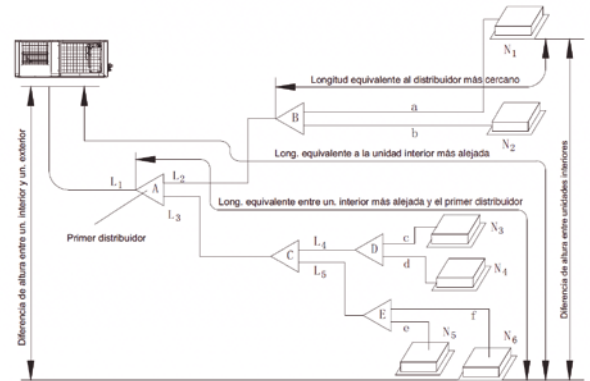 N1
Longitud equivalente al distribuidor más cercano
a
B
b
N2
Long. equivalente a la unidad interior más alejada
L1
A
L2
Long. equivalente entre un. interior más alejada y el primer distribuidor
L3
Primer distribuidor
C
L4
L5
D
c
N3
d
N4
E
f
e
N5
N6
Diferencia de altura entre un. interior y un. exterior
Diferencia de altura entre unidades interiores